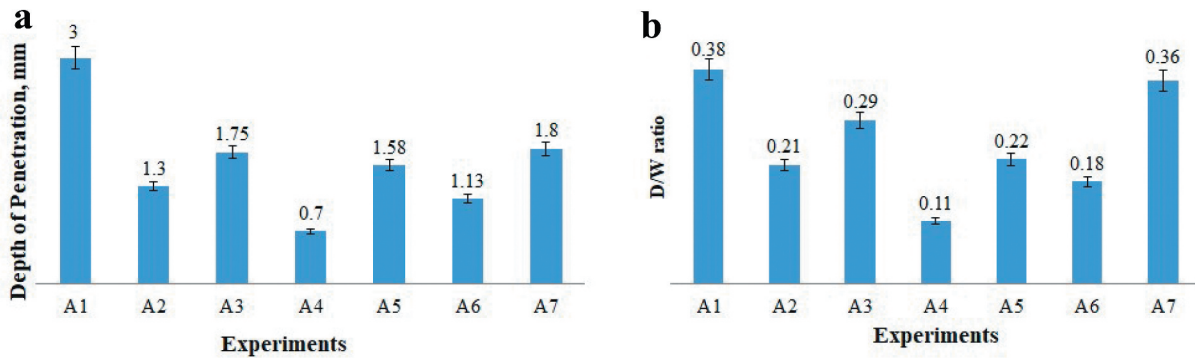 a
Depth of Penetration, mm
3
1.3
1.75
0.7
1.58
1.13
1.8
A1 A2 A3 A4 A5 A6 A7
Experiments
b
D/W ratio
0.38
0.21
0.29
0.11
0.22
0.18
0.36
A1 A2 A3 A4 A5 A6 A7
Experiments